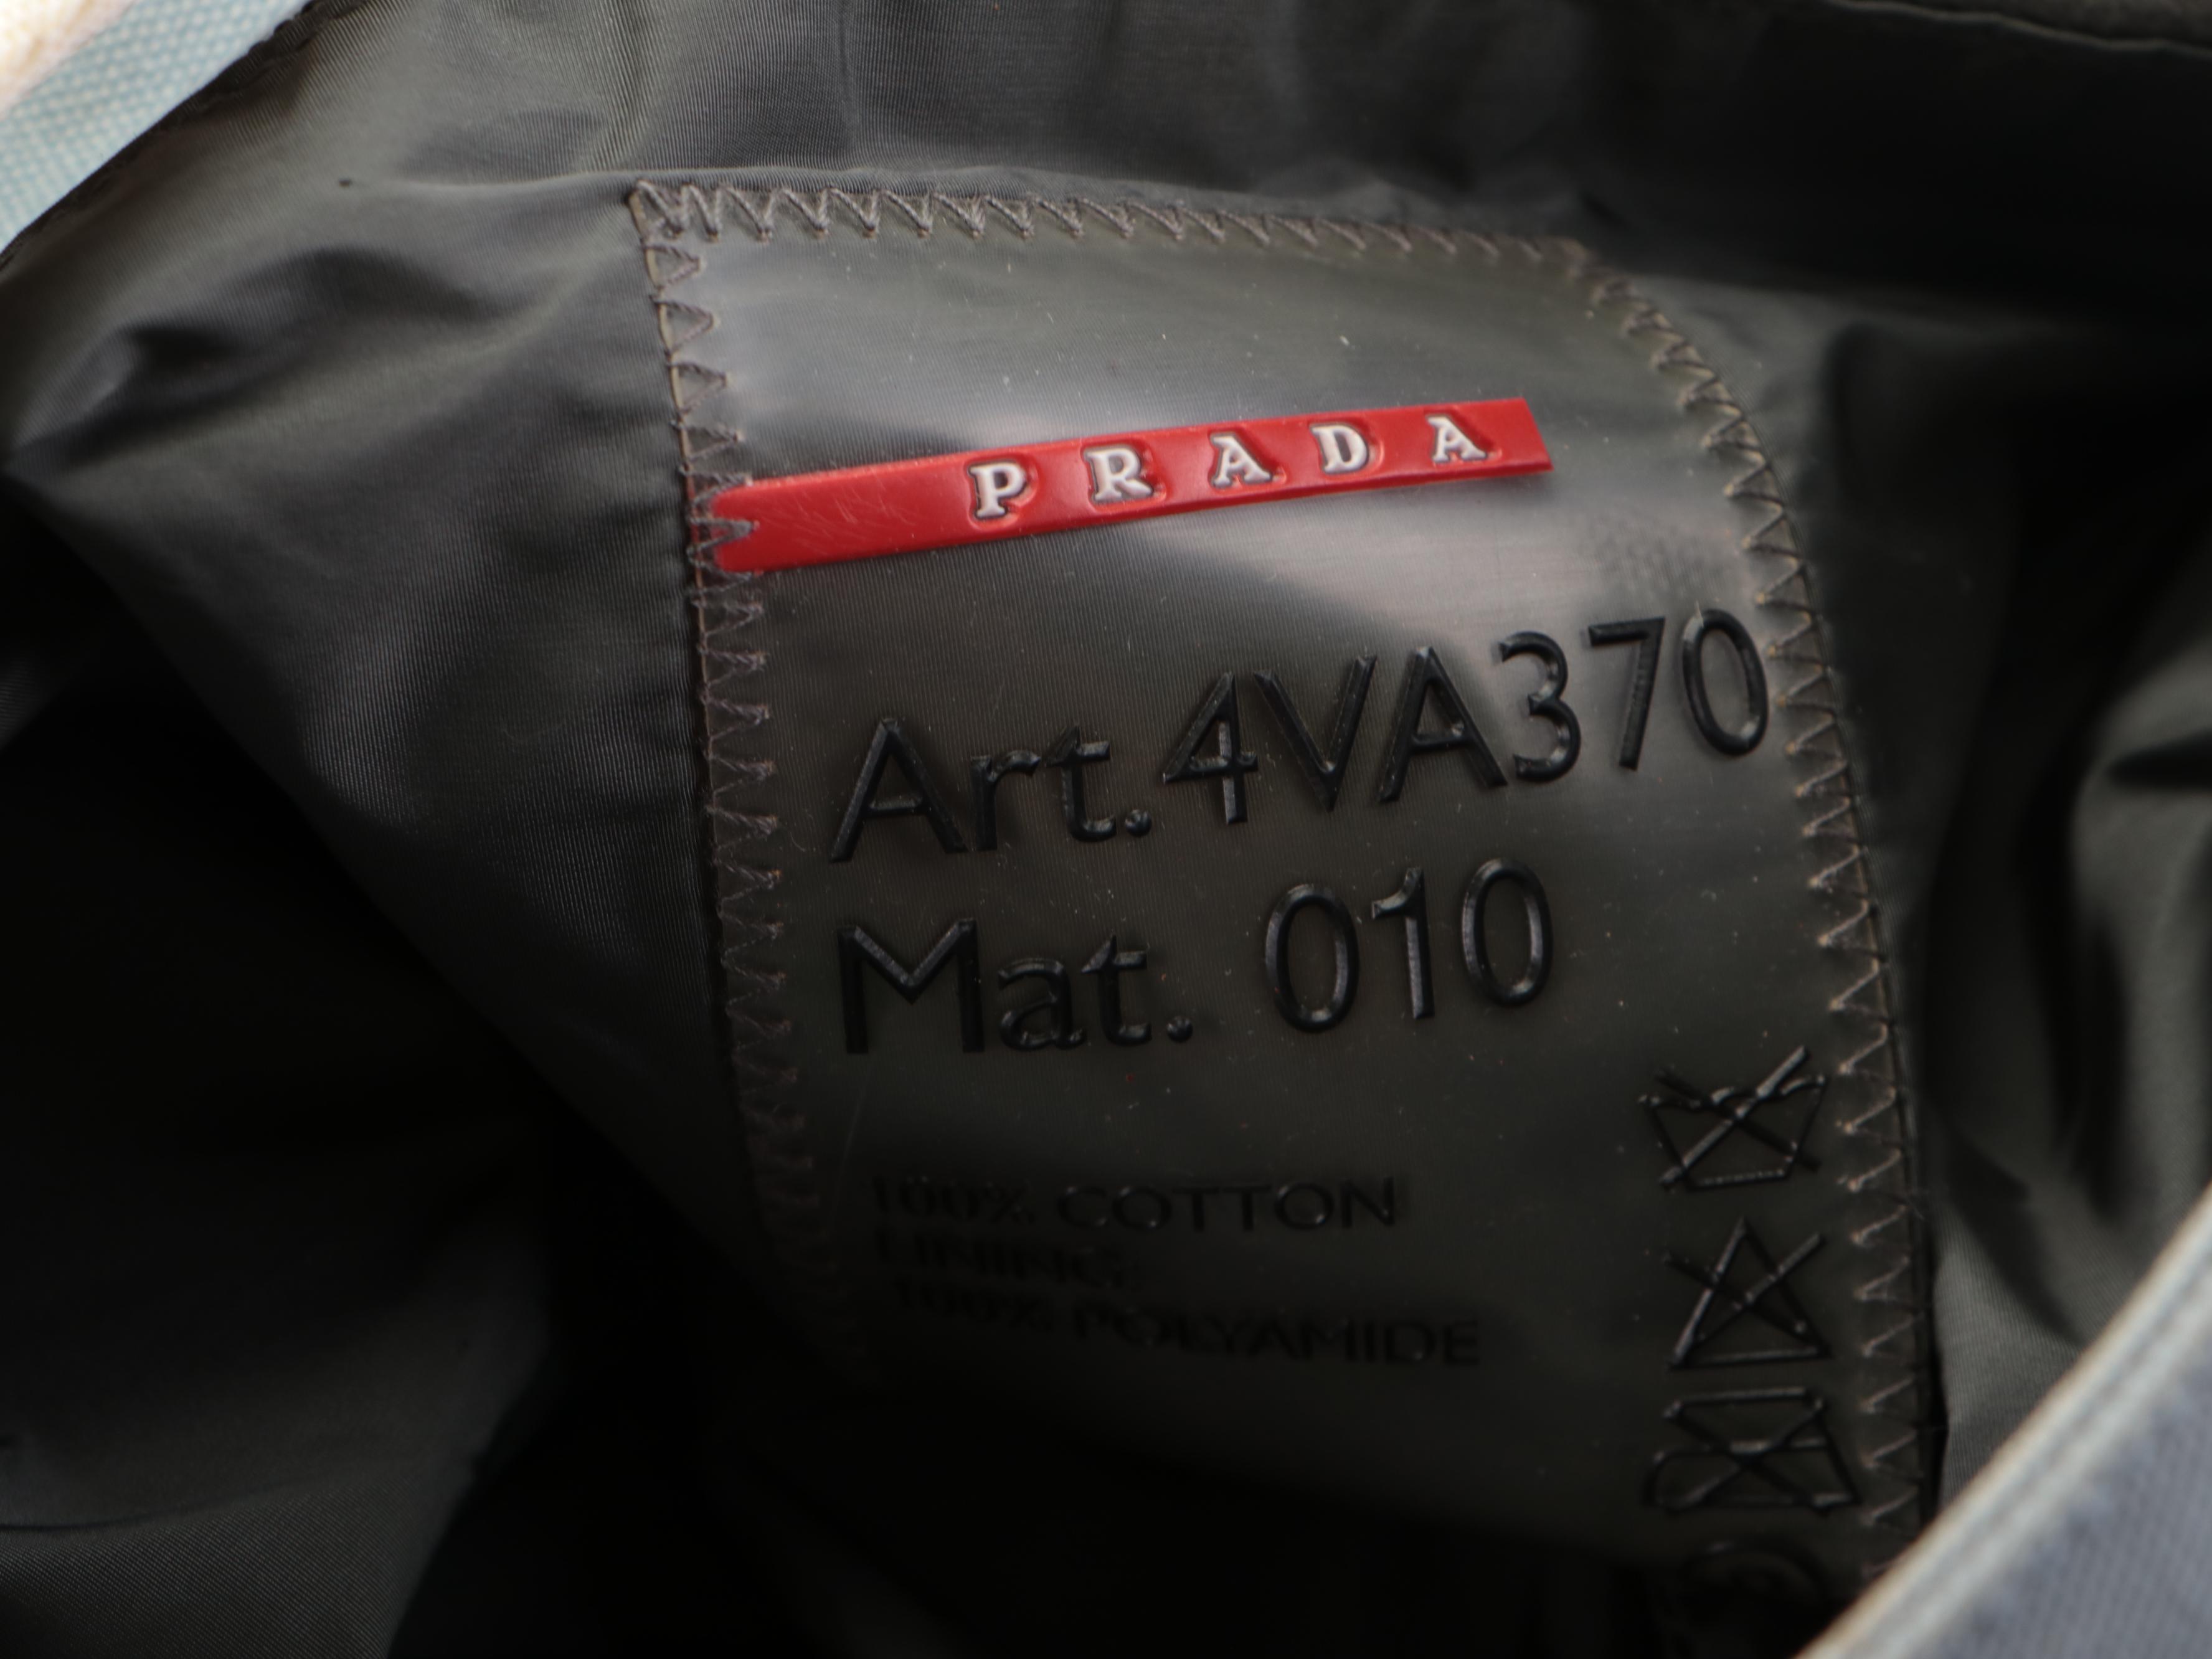 PRADA
Art. 4VA370
Mat. 010
100% COTTON
LINING:
100% POLYAMIDE